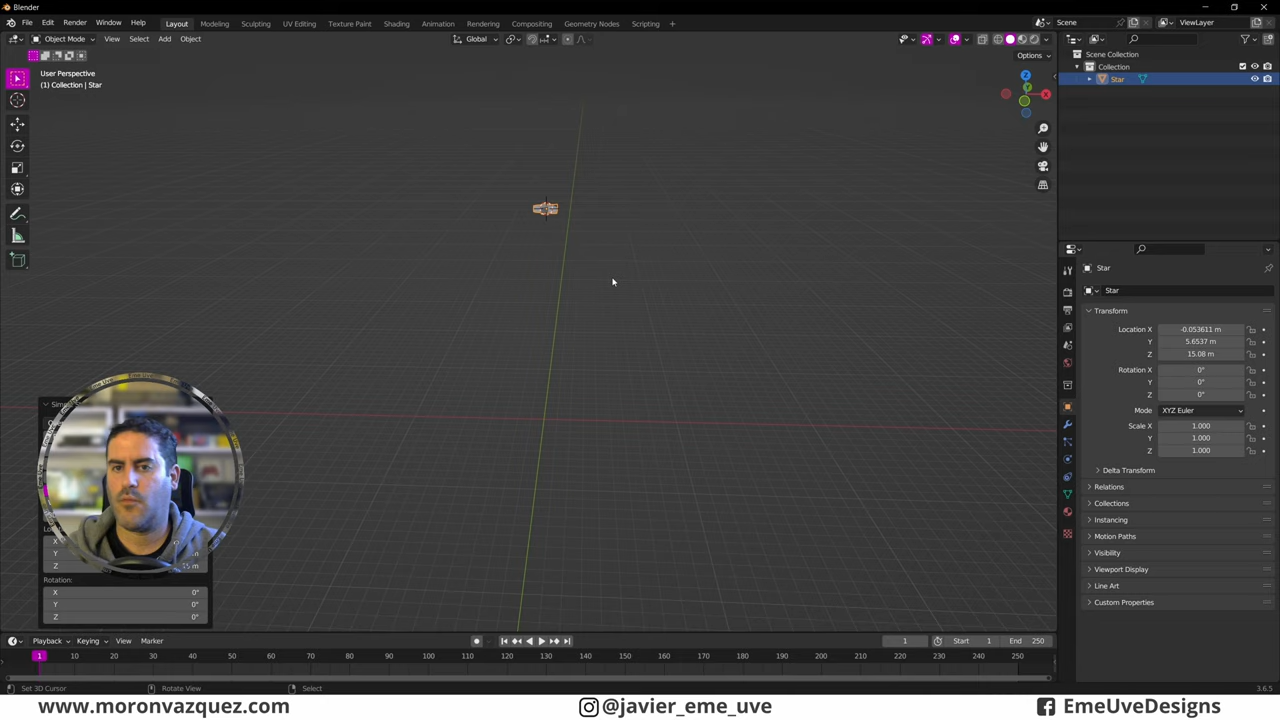 Blender
File Edit Render Window Help Layout Modeling Sculpting UV Editing Texture Paint Shading Animation Rendering Compositing Geometry Nodes Scripting + Scene ViewLayer
Object Mode View Select Add Object Global
Options
User Perspective
(1) Collection | Star
Scene Collection
Collection
Star
Star
Star
Transform
Location X -0.053611 m
Y 5.6537 m
Z 15.08 m
Rotation X 0°
Y 0°
Z 0°
Mode XYZ Euler
Scale X 1.000
Y 1.000
Z 1.000
Delta Transform
Relations
Collections
Instancing
Motion Paths
Visibility
Viewport Display
Line Art
Custom Properties
X
Y
Z
Rotation:
X 0°
Y 0°
Z 0°
Playback Keying View Marker 1 Start 1 End 250
1 10 20 30 40 50 60 70 80 90 100 110 120 130 140 150 160 170 180 190 200 210 220 230 240 250
Set 3D Cursor Rotate View Select 3.6.5
www.moronvazquez.com @javier_eme_uve EmeUveDesigns